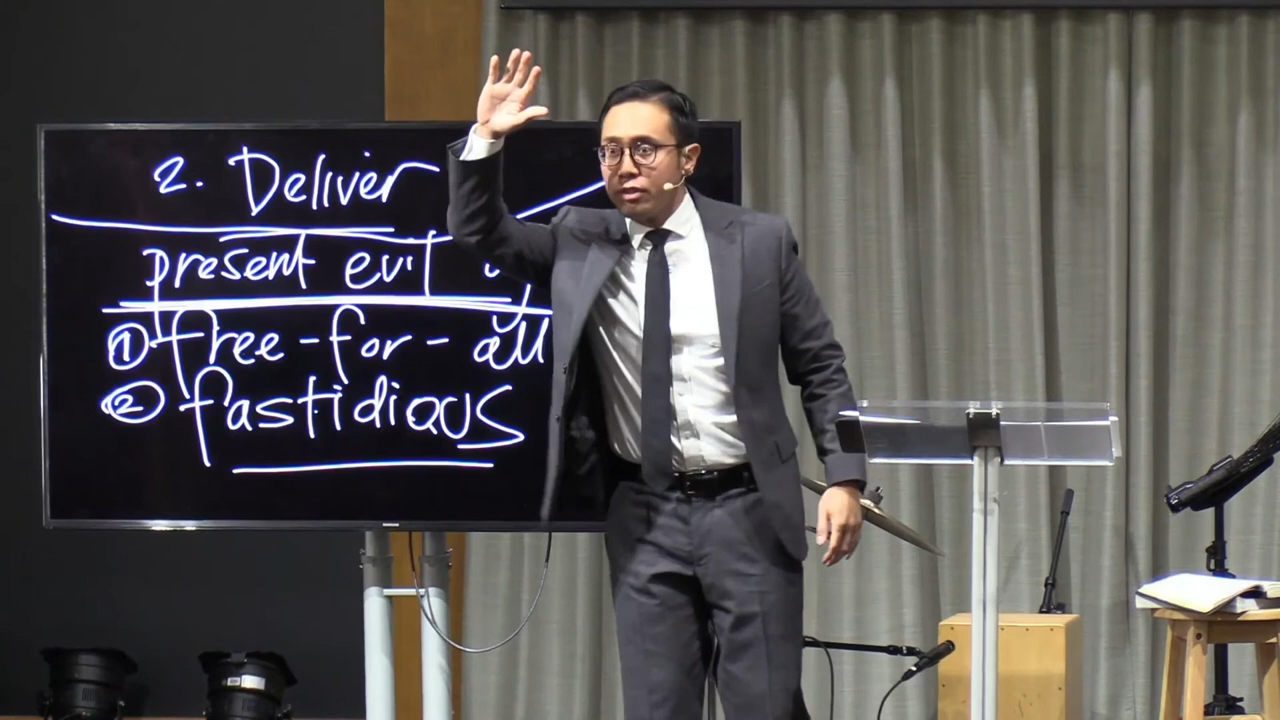 2. Deliver
present evil
① free-for-all
② fastidious